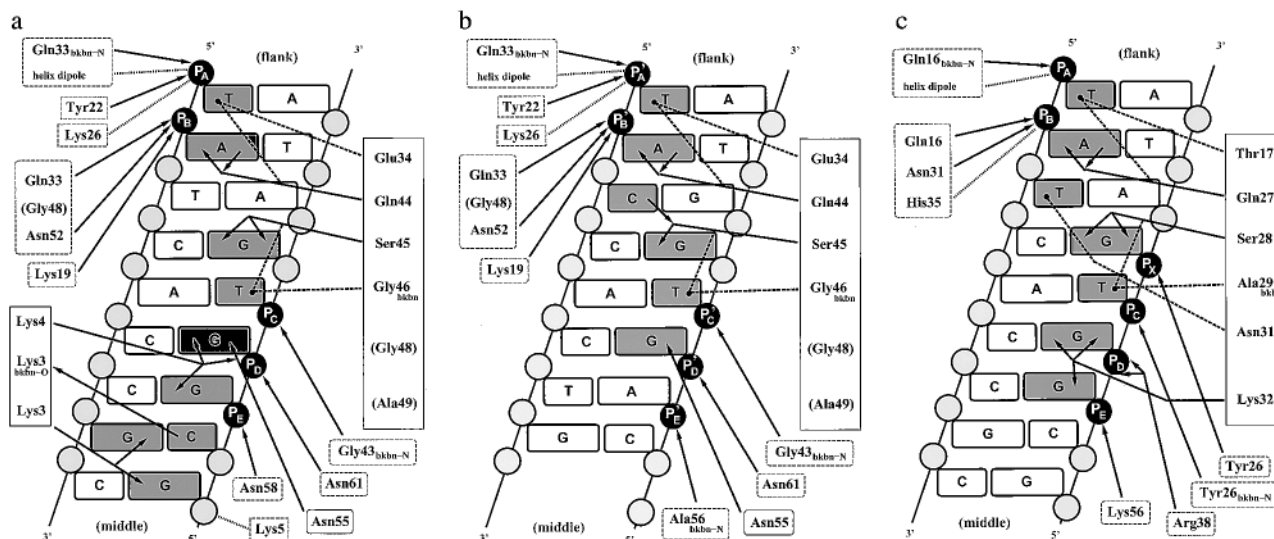 a
5'
(flank)
3'
Gln33bkbn-N
helix dipole
Tyr22
Lys26
Gln33
(Gly48)
Asn52
Lys19
Lys4
Lys3
bkbn-O
Lys3
PA
PB
T A
A T
T A
C G
A T
C G
C G
G C
C G
PC
PD
PE
Glu34
Gln44
Ser45
Gly46
bkbn
(Gly48)
(Ala49)
Gly43bkbn-N
Asn61
Asn58
Asn55
Lys5
(middle)
3'
5'
b
5'
(flank)
3'
Gln33bkbn-N
helix dipole
Tyr22
Lys26
Gln33
(Gly48)
Asn52
Lys19
PA
PB
T A
A T
C G
C G
A T
C G
T A
G C
PC
PD
PE
Glu34
Gln44
Ser45
Gly46
bkbn
(Gly48)
(Ala49)
Gly43bkbn-N
Asn61
Asn55
Ala56
bkbn-N
(middle)
3'
5'
c
5'
(flank)
3'
Gln16bkbn-N
helix dipole
Gln16
Asn31
His35
PA
PB
T A
A T
T A
C G
A T
C G
C G
G C
C G
PX
PC
PD
PE
Thr17
Gln27
Ser28
Ala29
Asn31
Lys32
Tyr26
Tyr26bkbn-N
Arg38
Lys56
(middle)
3'
5'